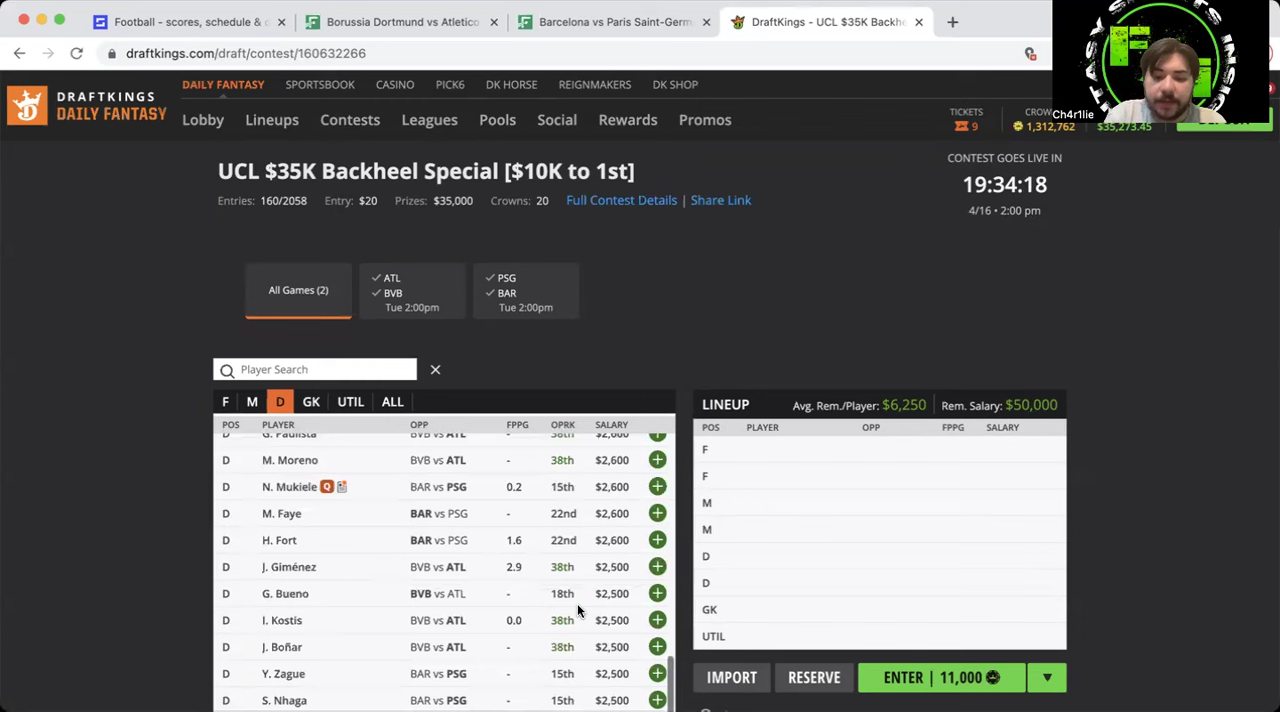 Football - scores, schedule &
Borussia Dortmund vs Atletico
Barcelona vs Paris Saint-Germ
DraftKings - UCL $35K Backhe
draftkings.com/draft/contest/160632266
DRAFTKINGS
DAILY FANTASY
DAILY FANTASY SPORTSBOOK CASINO PICK6 DK HORSE REIGNMAKERS DK SHOP
Lobby Lineups Contests Leagues Pools Social Rewards Promos
TICKETS
9
CROW
1,312,762
$35,273.45
Ch4r1lie
UCL $35K Backheel Special [$10K to 1st]
Entries: 160/2058 Entry: $20 Prizes: $35,000 Crowns: 20 Full Contest Details | Share Link
CONTEST GOES LIVE IN
19:34:18
4/16 • 2:00 pm
All Games (2)
ATL
BVB
Tue 2:00pm
PSG
BAR
Tue 2:00pm
Player Search
F M D GK UTIL ALL
POS PLAYER OPP FPPG OPRK SALARY
D G. Paulista BVB vs ATL - 38th $2,600
D M. Moreno BVB vs ATL - 38th $2,600
D N. Mukiele Q BAR vs PSG 0.2 15th $2,600
D M. Faye BAR vs PSG - 22nd $2,600
D H. Fort BAR vs PSG 1.6 22nd $2,600
D J. Giménez BVB vs ATL 2.9 38th $2,500
D G. Bueno BVB vs ATL - 18th $2,500
D I. Kostis BVB vs ATL 0.0 38th $2,500
D J. Boñar BVB vs ATL - 38th $2,500
D Y. Zague BAR vs PSG - 15th $2,500
D S. Nhaga BAR vs PSG - 15th $2,500
LINEUP Avg. Rem./Player: $6,250 Rem. Salary: $50,000
POS PLAYER OPP FPPG SALARY
F
F
M
M
D
D
GK
UTIL
IMPORT RESERVE ENTER | 11,000